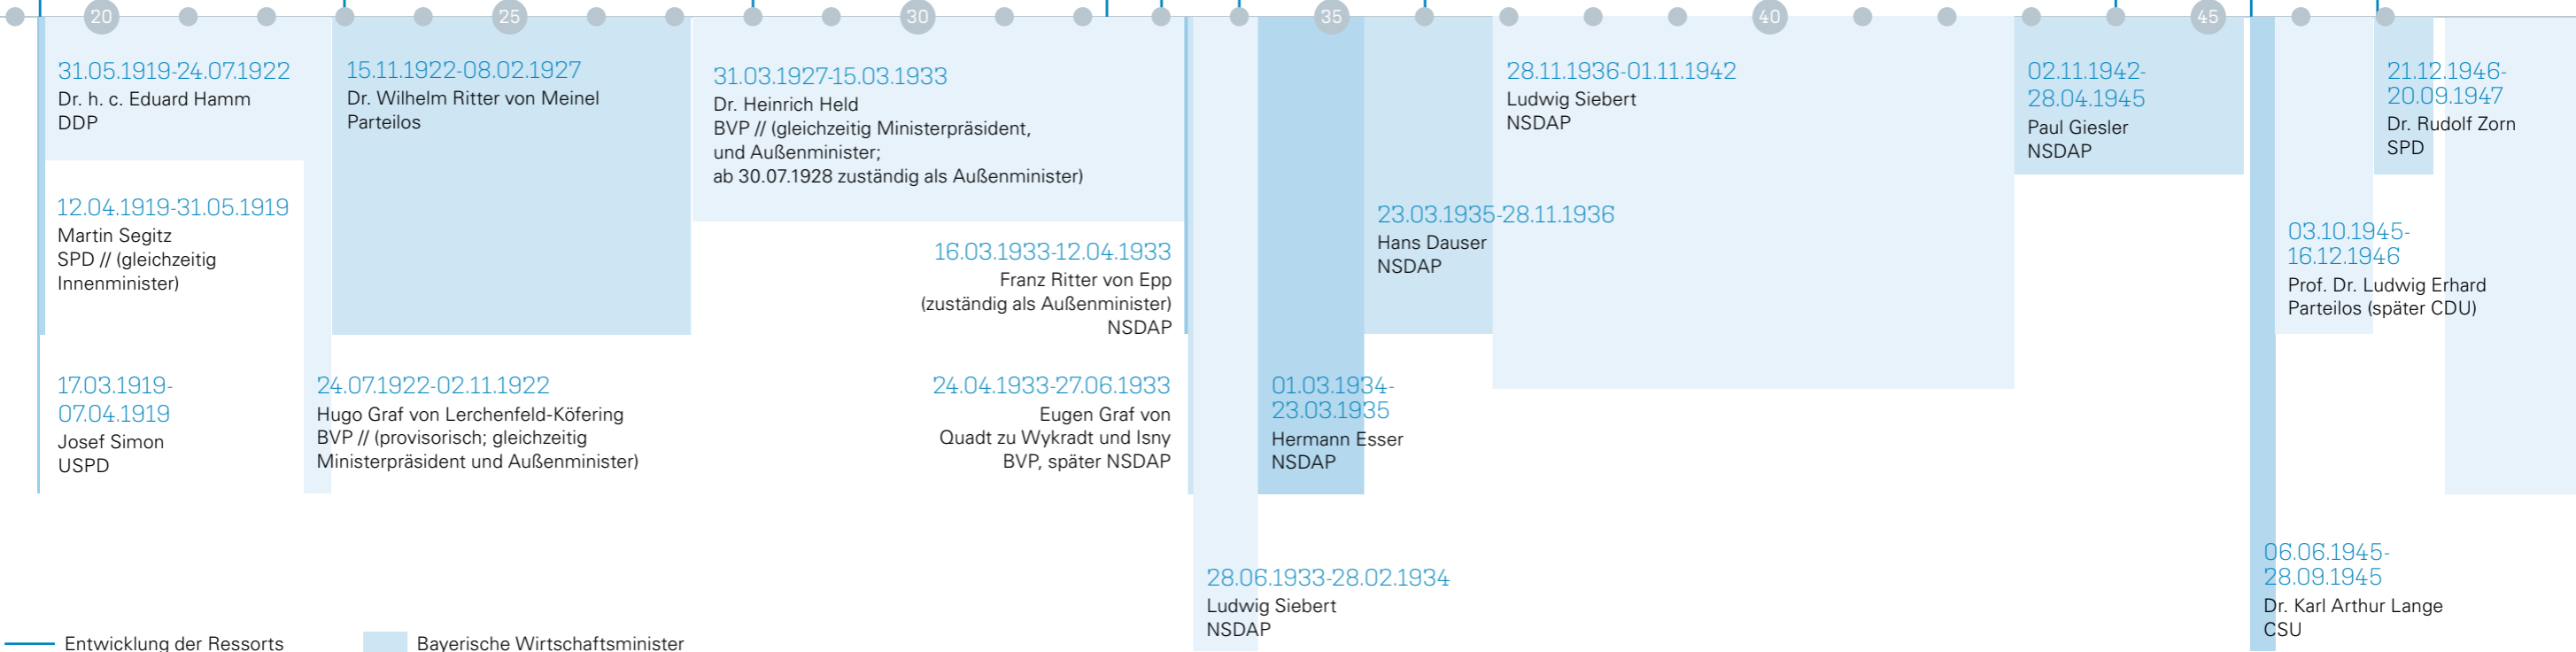 20
25
30
35
40
45
31.05.1919-24.07.1922
Dr. h. c. Eduard Hamm
DDP
12.04.1919-31.05.1919
Martin Segitz
SPD // (gleichzeitig
Innenminister)
17.03.1919-
07.04.1919
Josef Simon
USPD
15.11.1922-08.02.1927
Dr. Wilhelm Ritter von Meinel
Parteilos
24.07.1922-02.11.1922
Hugo Graf von Lerchenfeld-Köfering
BVP // (provisorisch; gleichzeitig
Ministerpräsident und Außenminister)
31.03.1927-15.03.1933
Dr. Heinrich Held
BVP // (gleichzeitig Ministerpräsident,
und Außenminister;
ab 30.07.1928 zuständig als Außenminister)
16.03.1933-12.04.1933
Franz Ritter von Epp
(zuständig als Außenminister)
NSDAP
24.04.1933-27.06.1933
Eugen Graf von
Quadt zu Wykradt und Isny
BVP, später NSDAP
28.06.1933-28.02.1934
Ludwig Siebert
NSDAP
01.03.1934-
23.03.1935
Hermann Esser
NSDAP
23.03.1935-28.11.1936
Hans Dauser
NSDAP
28.11.1936-01.11.1942
Ludwig Siebert
NSDAP
02.11.1942-
28.04.1945
Paul Giesler
NSDAP
06.06.1945-
28.09.1945
Dr. Karl Arthur Lange
CSU
03.10.1945-
16.12.1946
Prof. Dr. Ludwig Erhard
Parteilos (später CDU)
21.12.1946-
20.09.1947
Dr. Rudolf Zorn
SPD
Entwicklung der Ressorts
Bayerische Wirtschaftsminister